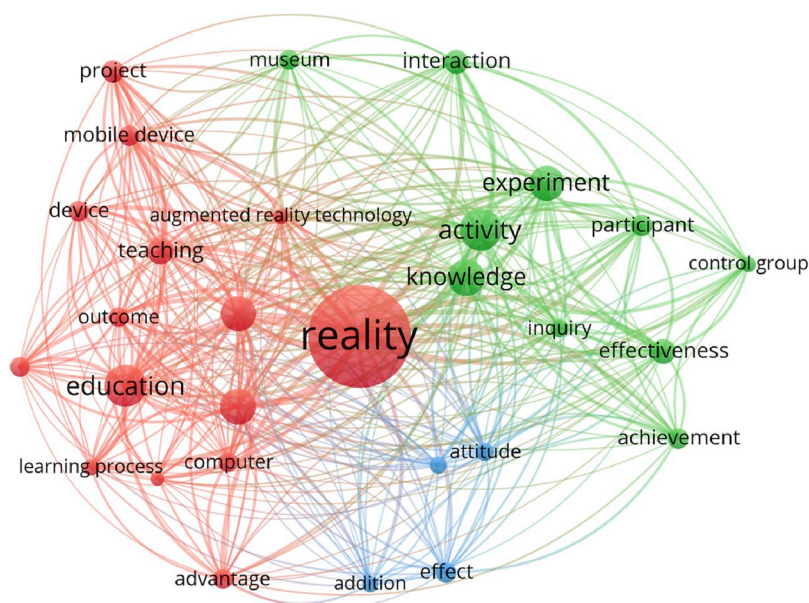 museum
interaction
project
mobile device
experiment
device
augmented reality technology
activity
participant
teaching
control group
knowledge
outcome
reality
inquiry
effectiveness
education
achievement
attitude
learning process
computer
advantage
addition
effect